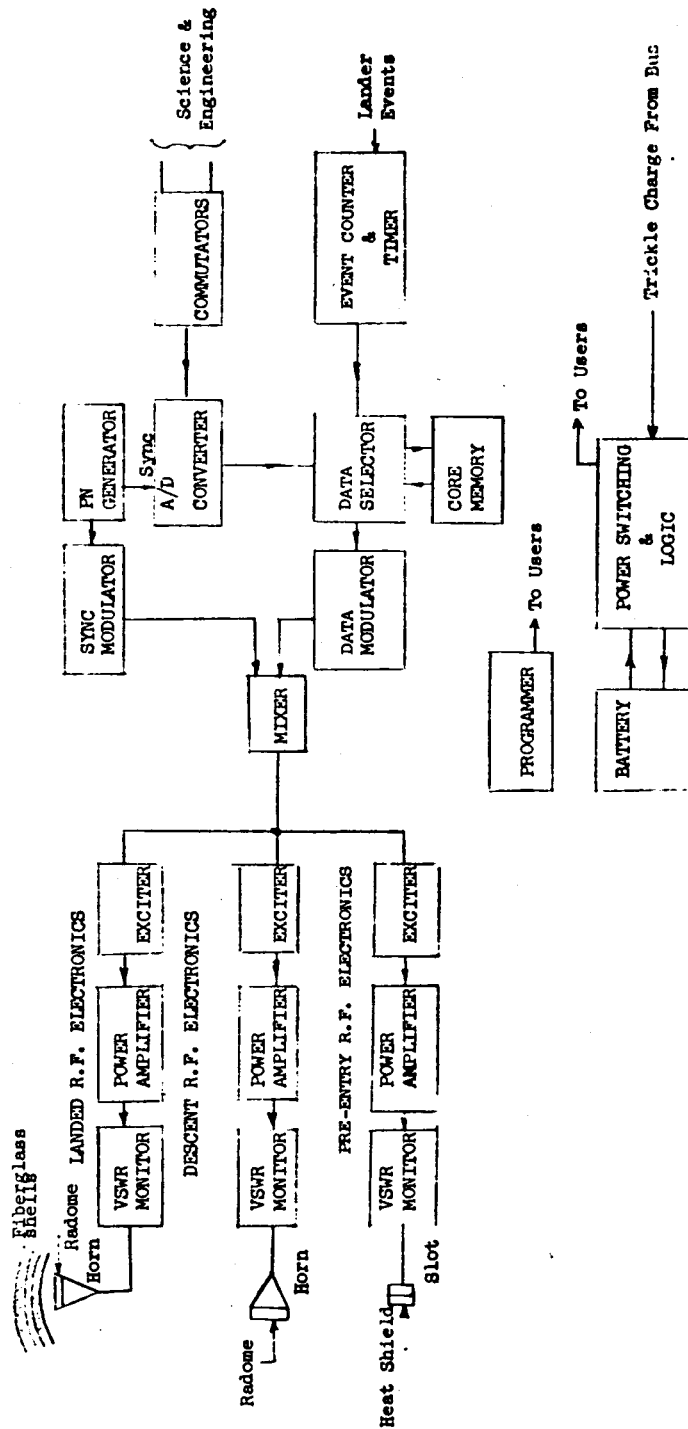 Fiberglass
Shells
Radome
Horn
LANDED R.F. ELECTRONICS
VSWR
MONITOR
POWER
AMPLIFIER
EXCITER
DESCENT R.F. ELECTRONICS
Radome
Horn
VSWR
MONITOR
POWER
AMPLIFIER
EXCITER
PRE-ENTRY R.F. ELECTRONICS
Heat Shield
Slot
VSWR
MONITOR
POWER
AMPLIFIER
EXCITER
MIXER
SYNC
MODULATOR
PN
GENERATOR
Sync
A/D
CONVERTER
COMMUTATORS
Science &
Engineering
DATA
MODULATOR
DATA
SELECTOR
EVENT COUNTER
&
TIMER
Lander
Events
CORE
MEMORY
PROGRAMMER
To Users
BATTERY
POWER SWITCHING
&
LOGIC
To Users
Trickle Charge From Bus